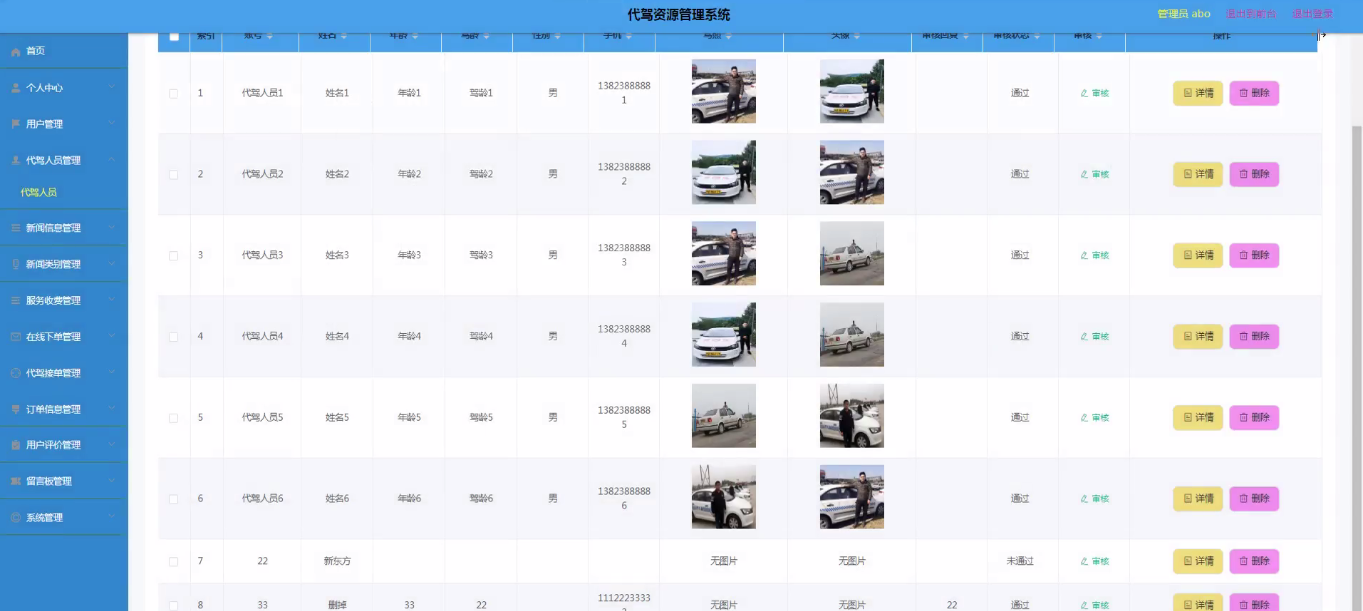 代驾资源管理系统
管理员 abo 退出到前台 退出登录
首页
个人中心
用户管理
代驾人员管理
代驾人员
新闻信息管理
新闻类别管理
服务收费管理
在线下单管理
代驾接单管理
订单信息管理
用户评价管理
留言板管理
系统管理
索引 账号 姓名 年龄 驾龄 性别 手机 驾照 头像 审核回复 审核状态 审核 操作
1 代驾人员1 姓名1 年龄1 驾龄1 男 1382388888
1 通过 审核 详情 删除
2 代驾人员2 姓名2 年龄2 驾龄2 男 1382388888
2 通过 审核 详情 删除
3 代驾人员3 姓名3 年龄3 驾龄3 男 1382388888
3 通过 审核 详情 删除
4 代驾人员4 姓名4 年龄4 驾龄4 男 1382388888
4 通过 审核 详情 删除
5 代驾人员5 姓名5 年龄5 驾龄5 男 1382388888
5 通过 审核 详情 删除
6 代驾人员6 姓名6 年龄6 驾龄6 男 1382388888
6 通过 审核 详情 删除
7 22 新东方 无图片 无图片 未通过 审核 详情 删除
8 33 删掉 33 22 1112223333 无图片 无图片 22 通过 审核 详情 删除